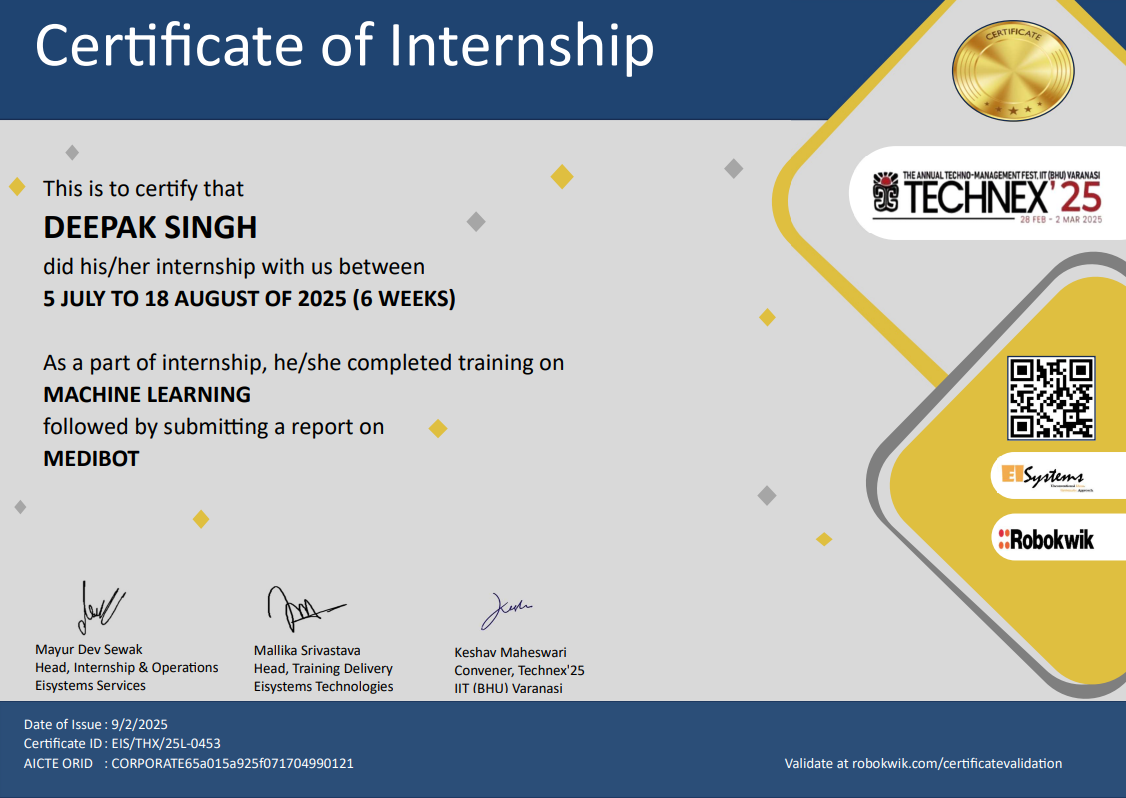 Certificate of Internship
CERTIFICATE
THE ANNUAL TECHNO-MANAGEMENT FEST, IIT (BHU) VARANASI
TECHNEX'25
28 FEB - 2 MAR 2025
This is to certify that
DEEPAK SINGH
did his/her internship with us between
5 JULY TO 18 AUGUST OF 2025 (6 WEEKS)
As a part of internship, he/she completed training on
MACHINE LEARNING
followed by submitting a report on
MEDIBOT
EISystems
Robokwik
Mayur Dev Sewak
Head, Internship & Operations
Eisystems Services
Mallika Srivastava
Head, Training Delivery
Eisystems Technologies
Keshav Maheswari
Convener, Technex'25
IIT (BHU) Varanasi
Date of Issue : 9/2/2025
Certificate ID : EIS/THX/25L-0453
AICTE ORID : CORPORATE65a015a925f071704990121
Validate at robokwik.com/certificatevalidation